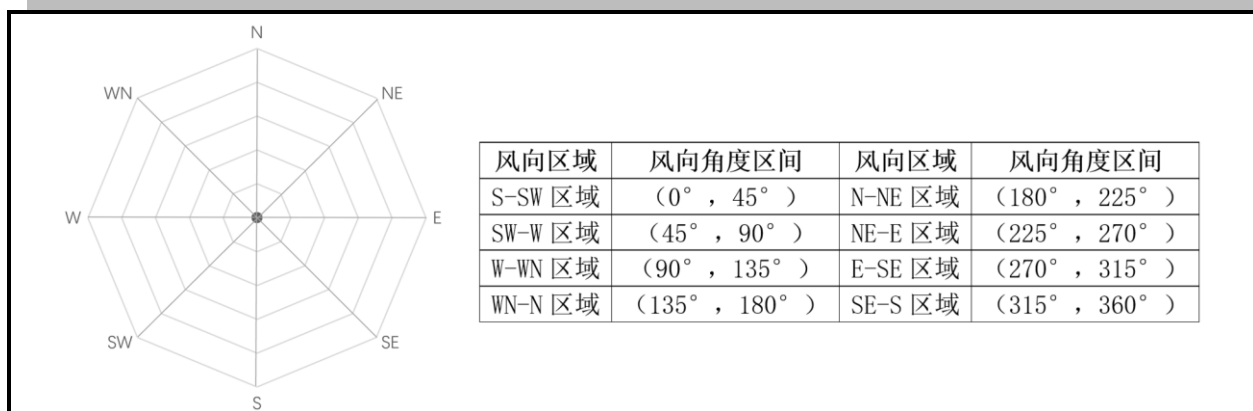 N
WN
NE
W
E
SW
SE
S
风向区域 风向角度区间 风向区域 风向角度区间
S-SW 区域 （0° ，45° ） N-NE 区域 （180° ，225° ）
SW-W 区域 （45° ，90° ） NE-E 区域 （225° ，270° ）
W-WN 区域 （90° ，135° ） E-SE 区域 （270° ，315° ）
WN-N 区域 （135° ，180° ） SE-S 区域 （315° ，360° ）